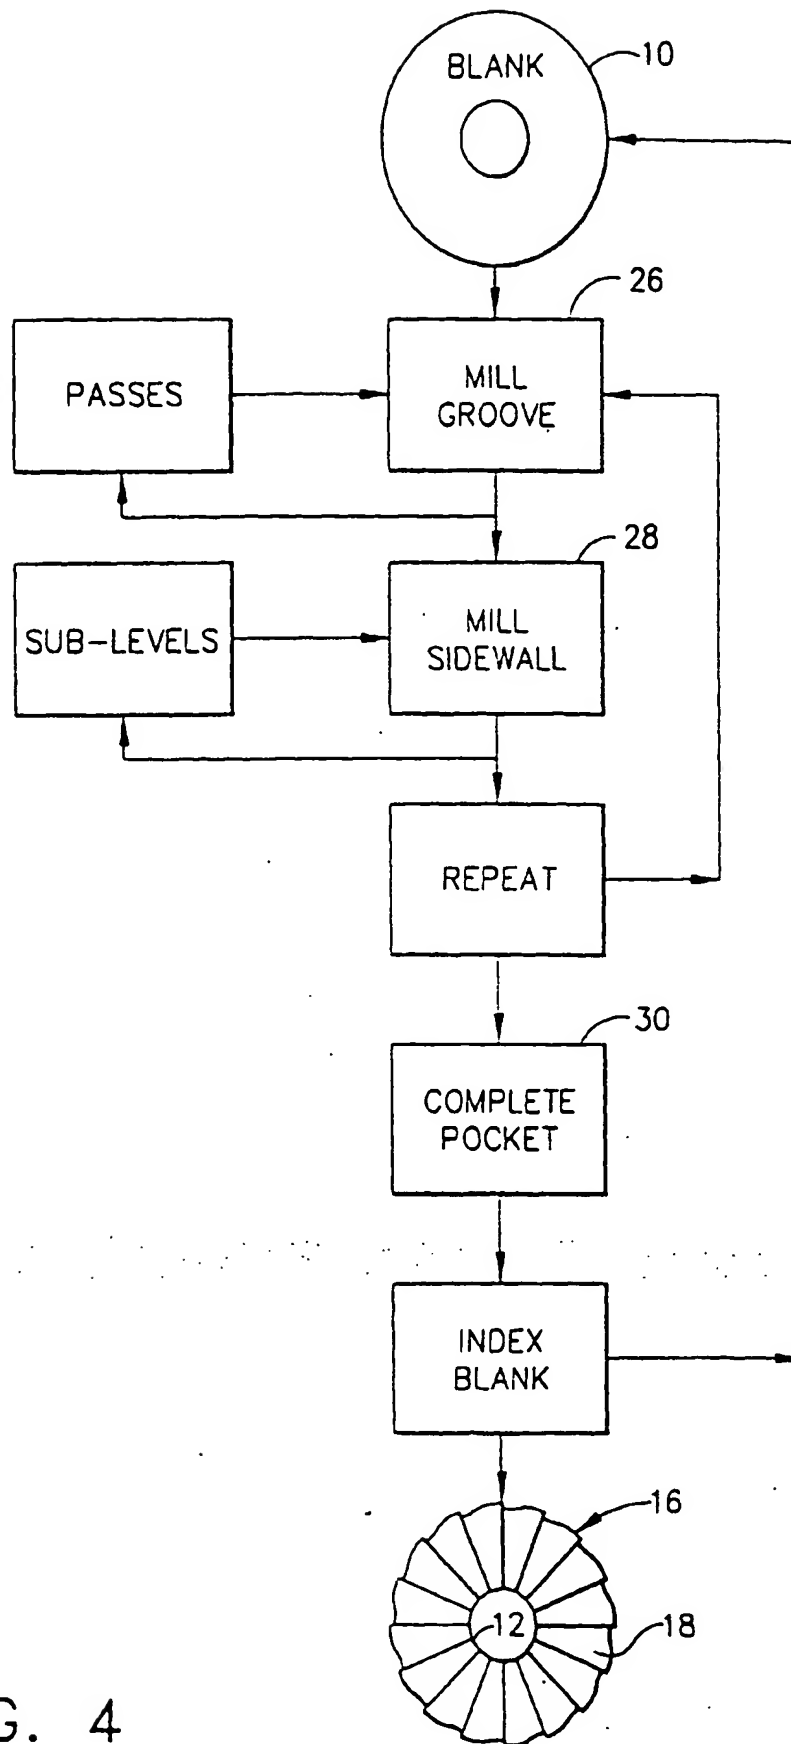 BLANK
10
26
PASSES
MILL
GROOVE
28
SUB-LEVELS
MILL
SIDEWALL
REPEAT
30
COMPLETE
POCKET
INDEX
BLANK
16
12
18
G. 4